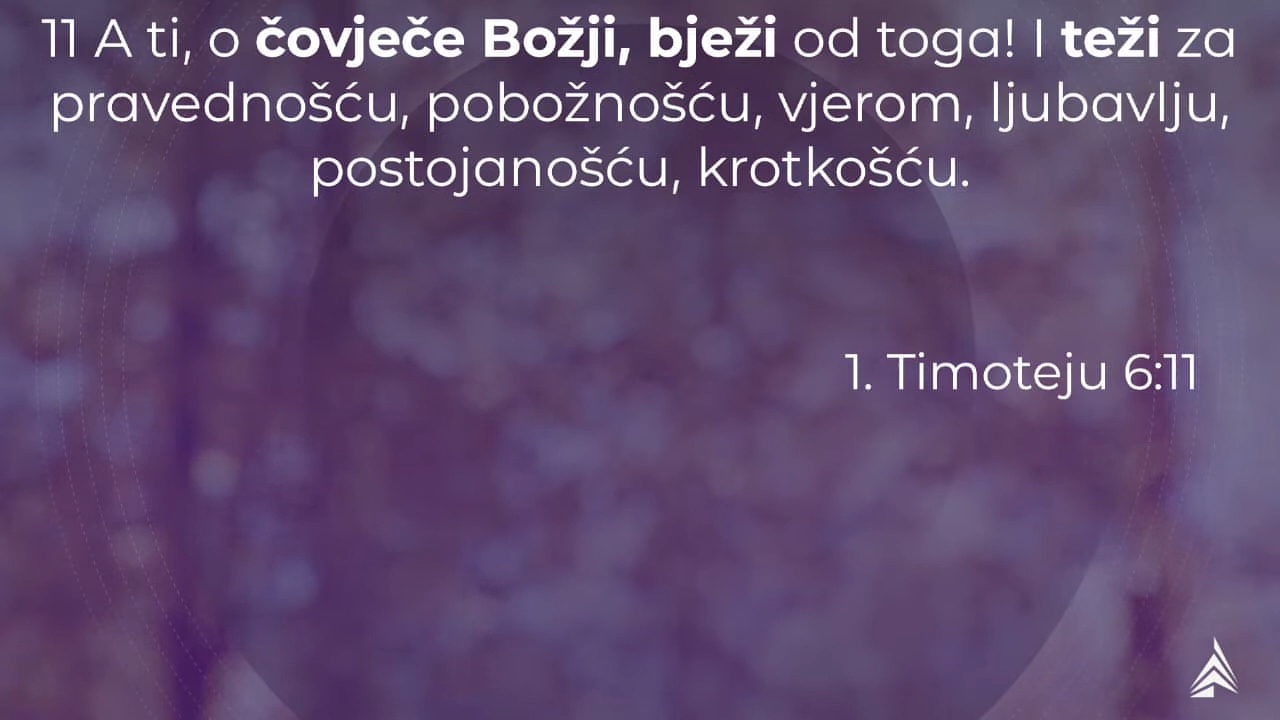 11 A ti, o čovječe Božji, bježi od toga! I teži za
pravednošću, pobožnošću, vjerom, ljubavlju,
postojanošću, krotkošću.
1. Timoteju 6:11